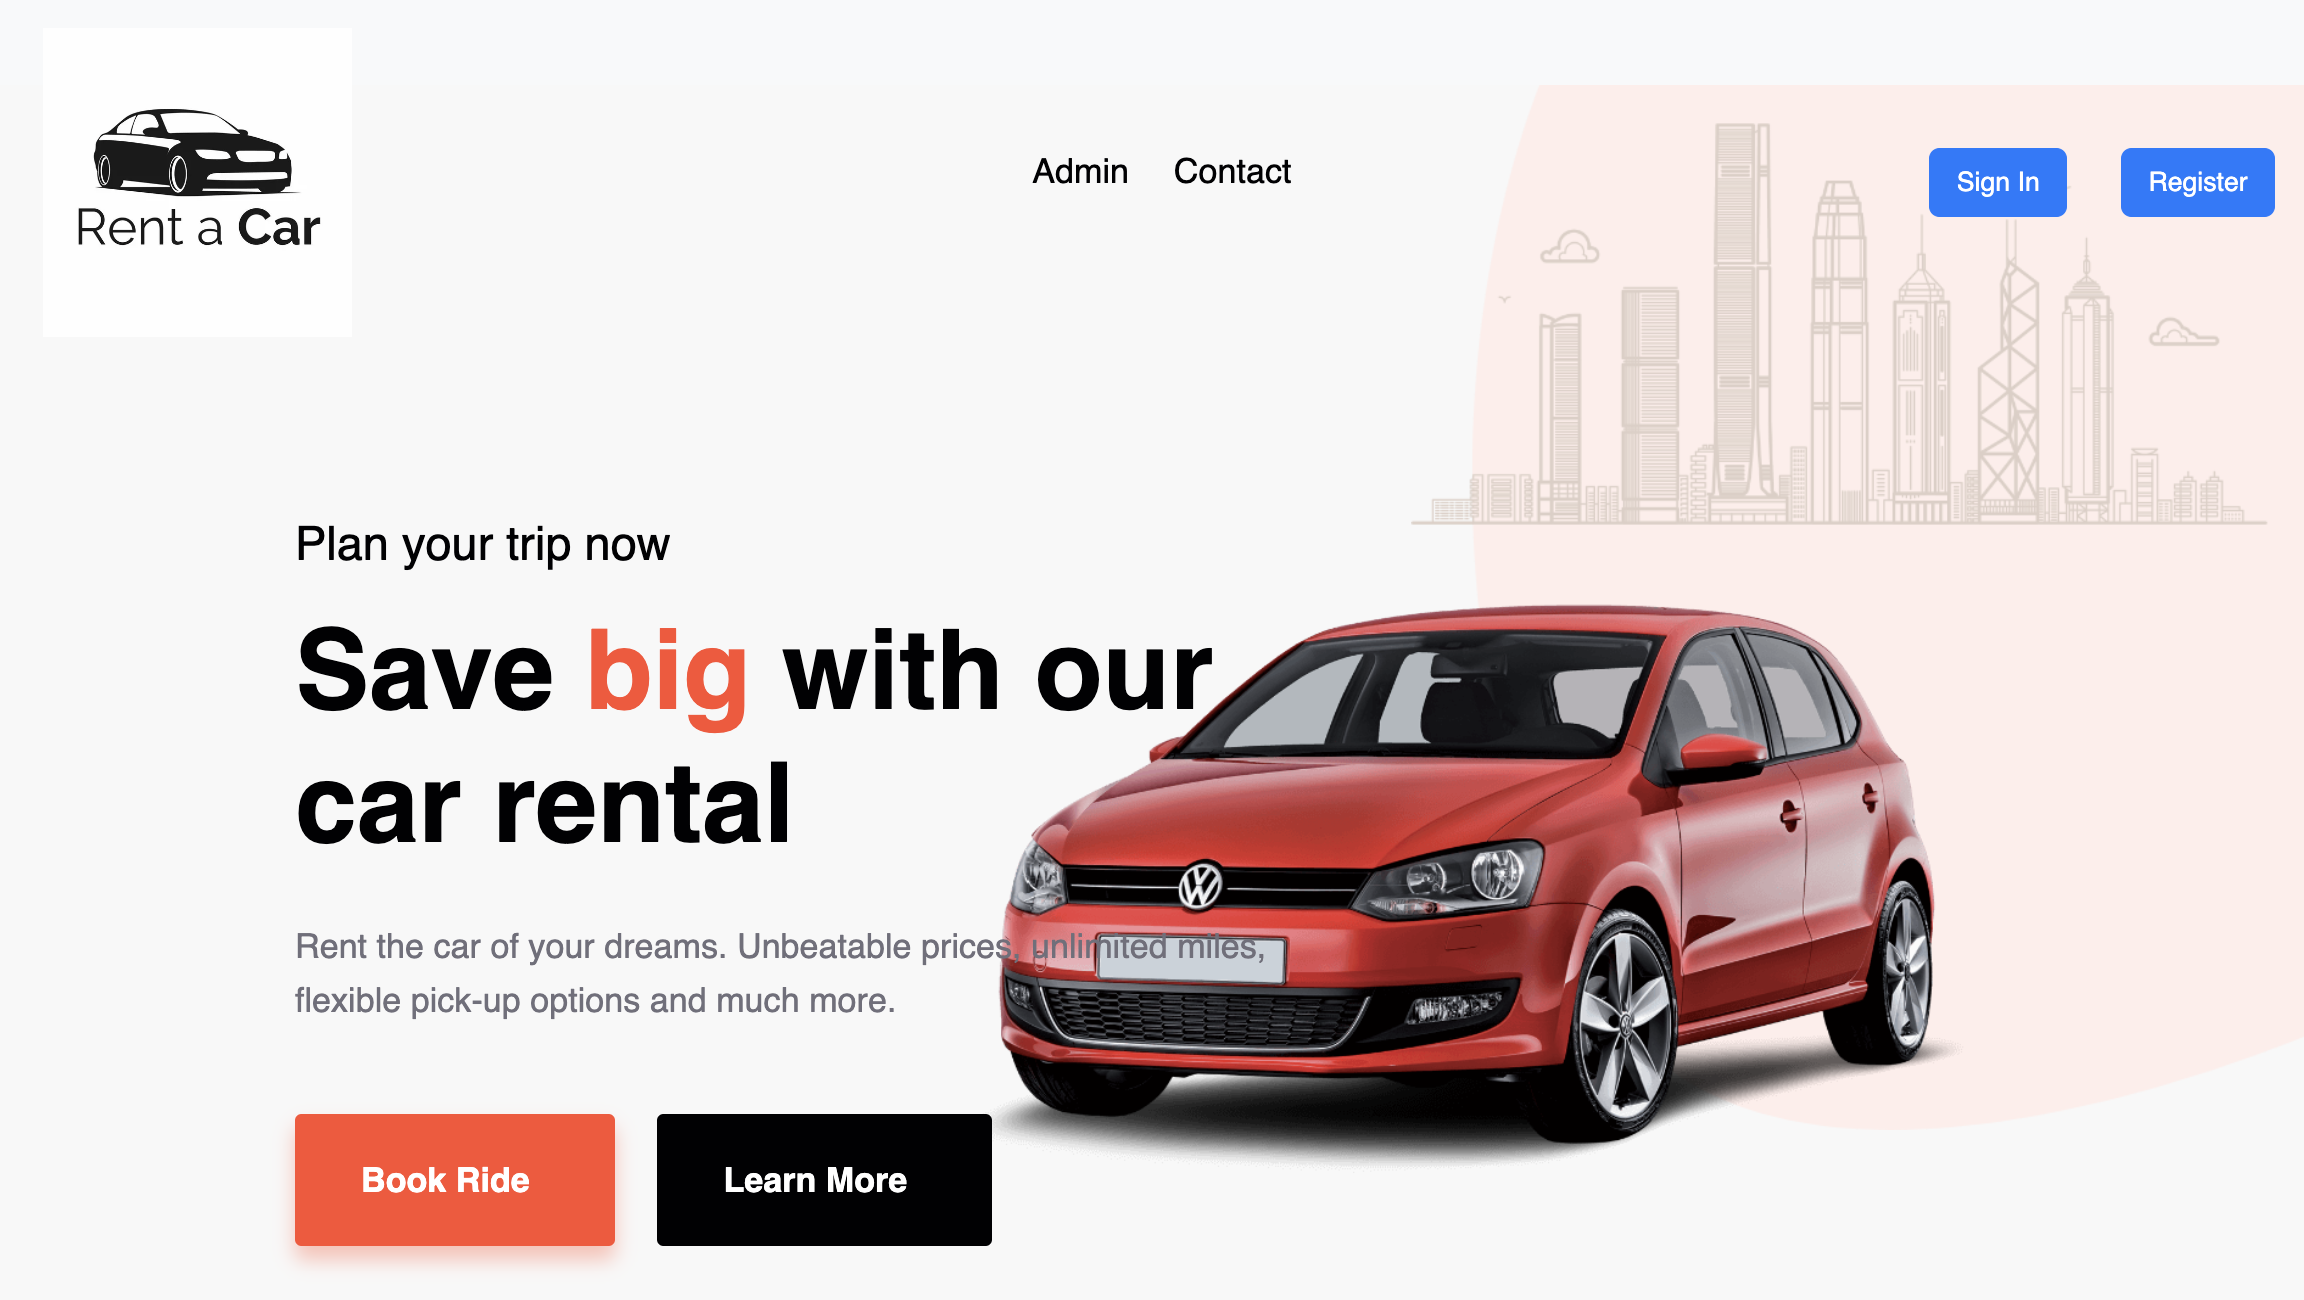 Rent a Car
Admin Contact
Sign In Register
Plan your trip now
Save big with our
car rental
Rent the car of your dreams. Unbeatable prices, unlimited miles,
flexible pick-up options and much more.
Book Ride Learn More